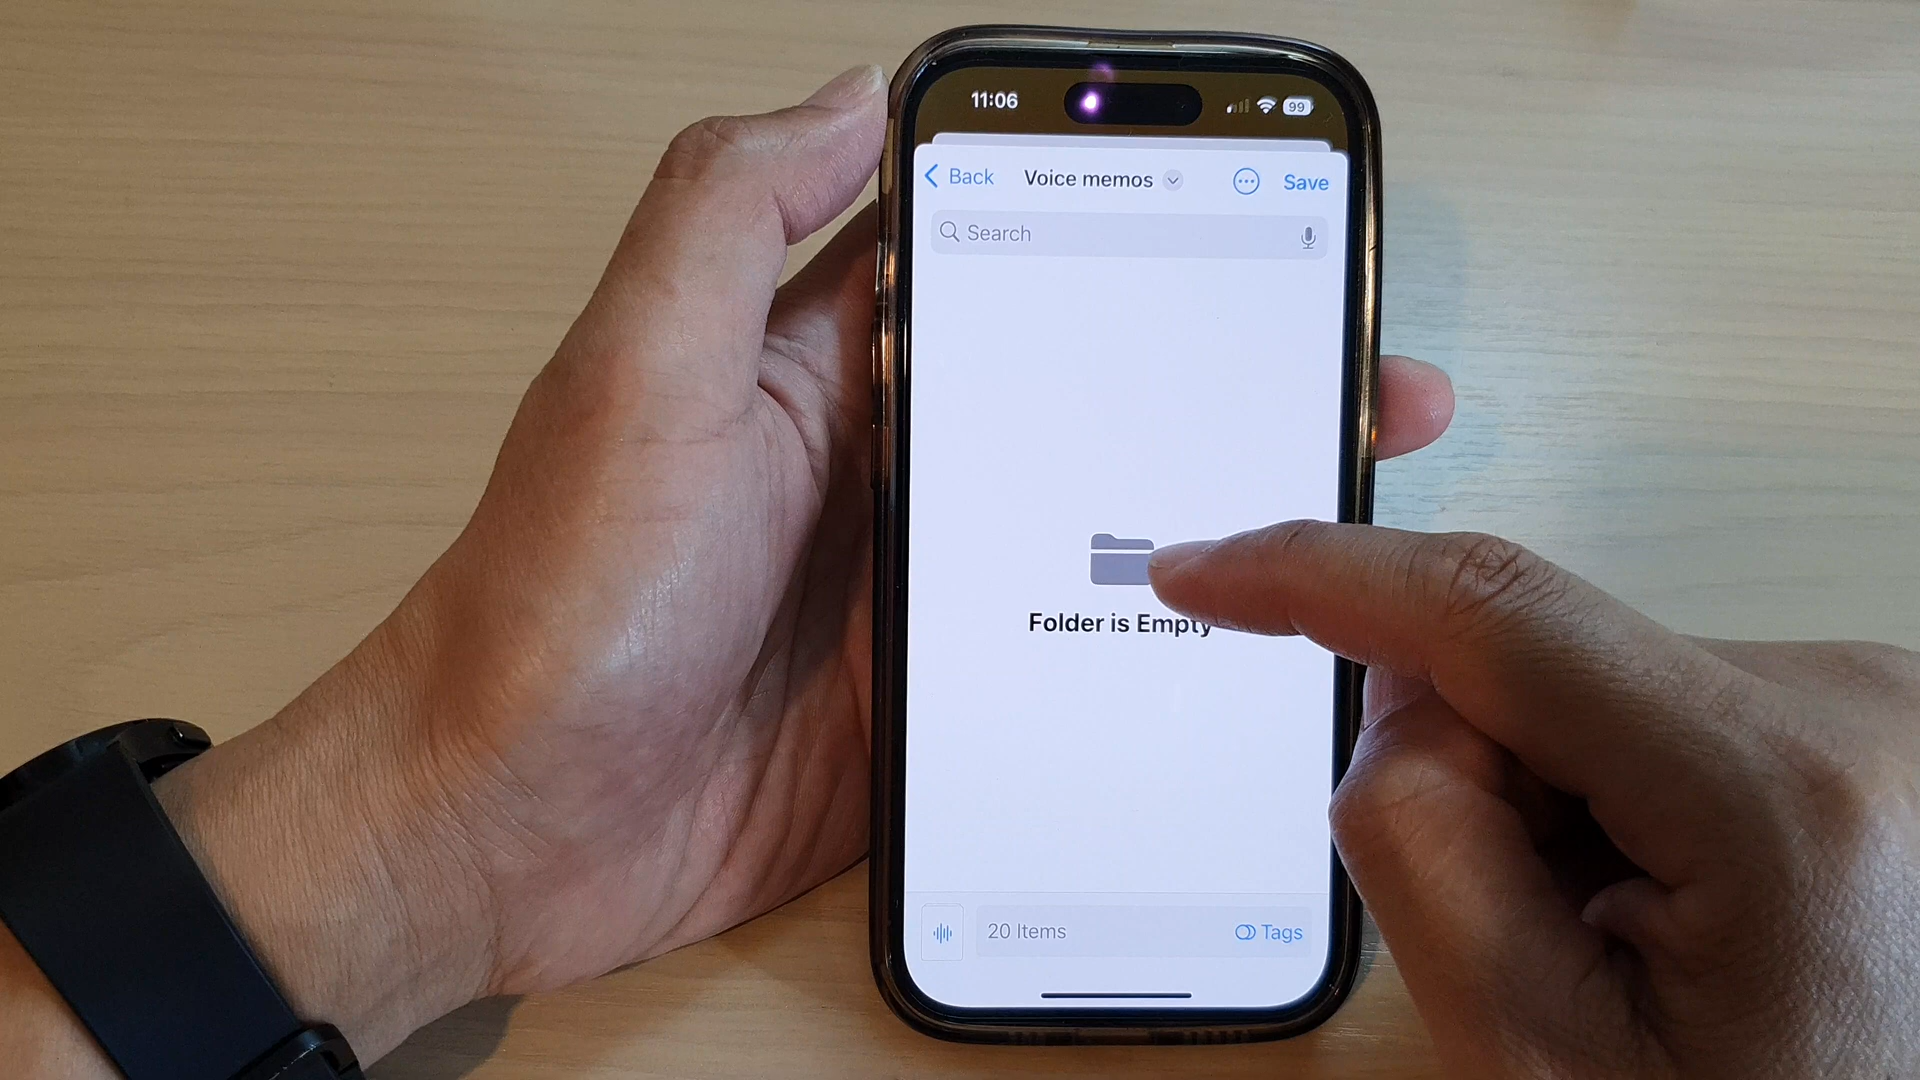 11:06
99
Back
Voice memos
Save
Search
Folder is Empty
20 Items
Tags